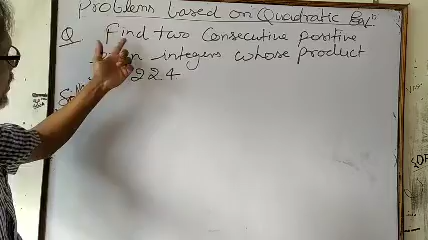 Problems based on Quadratic Eqⁿ
Q Find two Consecutive positive
integers whose product
224
Solⁿ